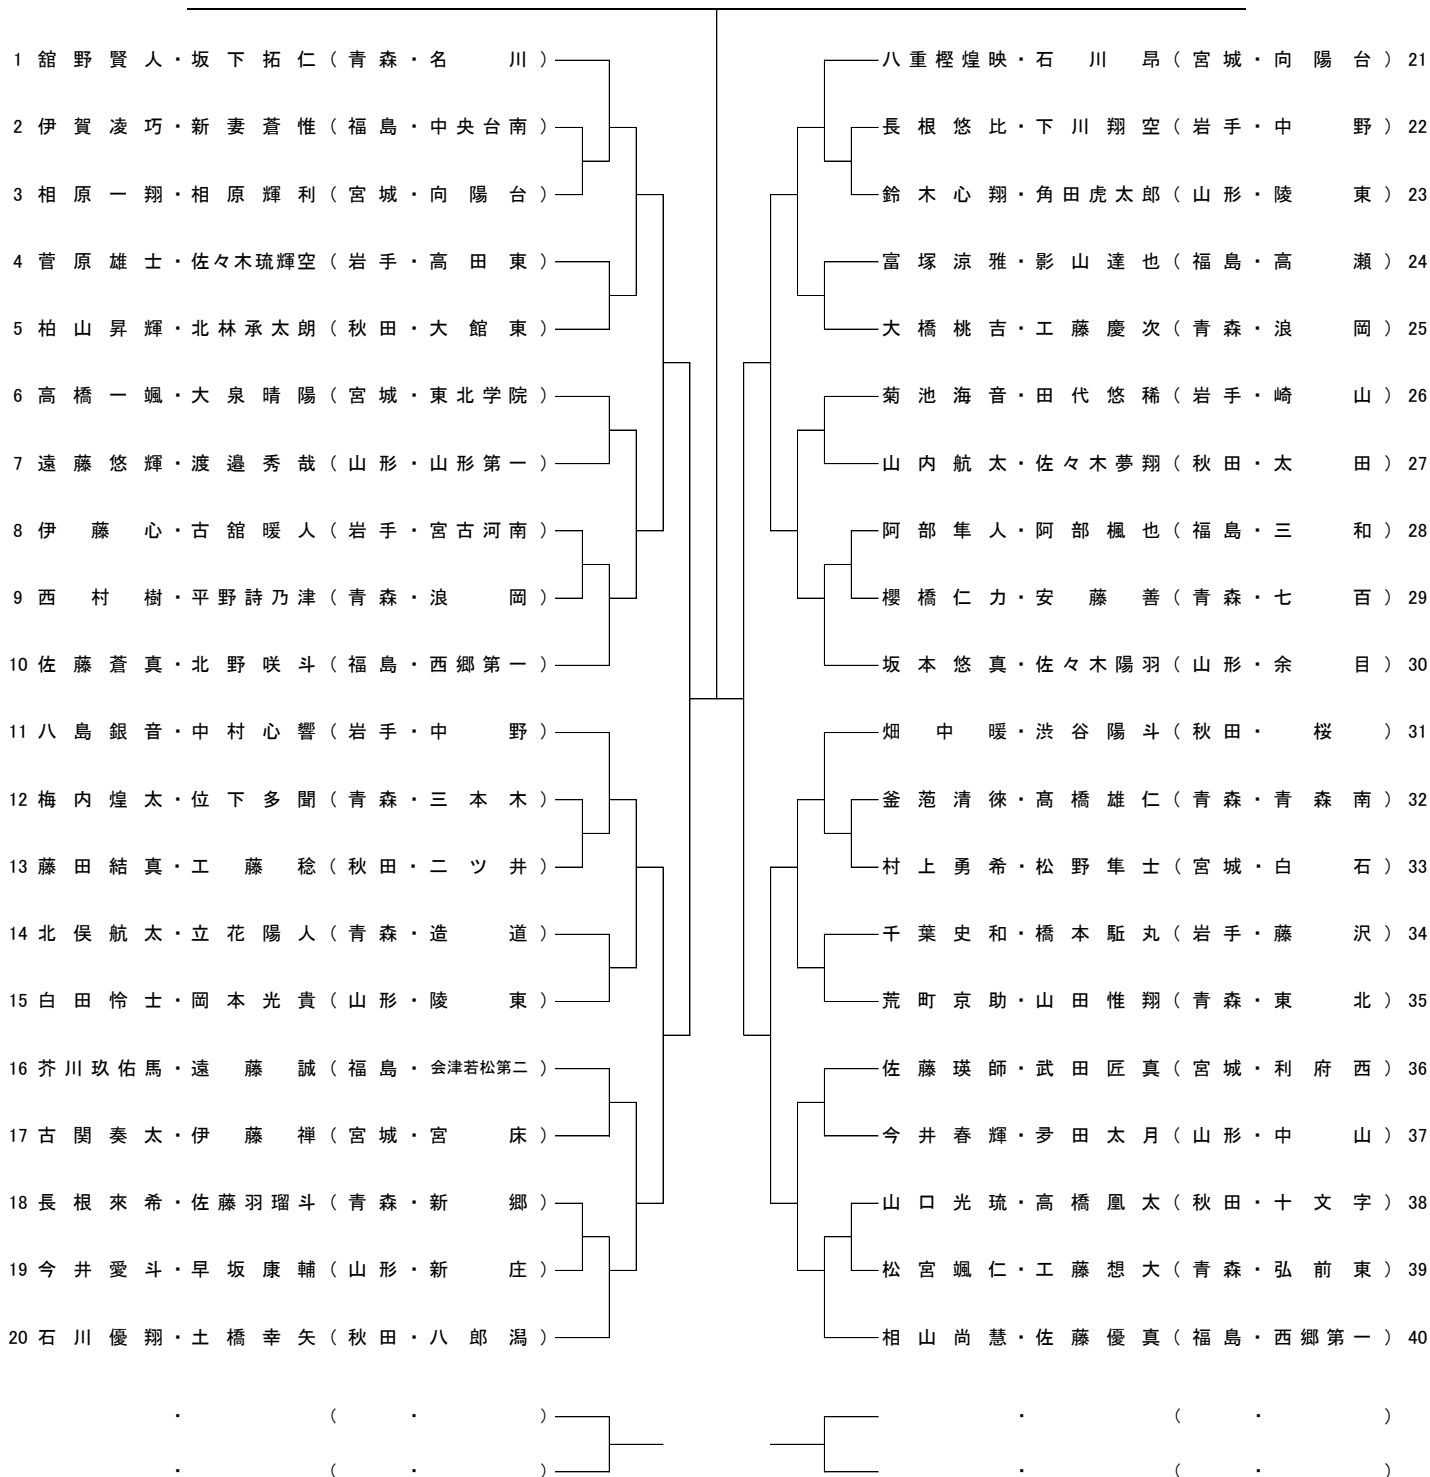 1 舘野賢人・坂下拓仁（青森・名川）
2 伊賀凌巧・新妻蒼惟（福島・中央台南）
3 相原一翔・相原輝利（宮城・向陽台）
4 菅原雄士・佐々木琉輝空（岩手・高田東）
5 柏山昇輝・北林承太朗（秋田・大館東）
6 高橋一颯・大泉晴陽（宮城・東北学院）
7 遠藤悠輝・渡邉秀哉（山形・山形第一）
8 伊藤心・古舘暖人（岩手・宮古河南）
9 西村樹・平野詩乃津（青森・浪岡）
10 佐藤蒼真・北野咲斗（福島・西郷第一）
11 八島銀音・中村心響（岩手・中野）
12 梅内煌太・位下多聞（青森・三本木）
13 藤田結真・工藤稔（秋田・二ツ井）
14 北俣航太・立花陽人（青森・造道）
15 白田怜士・岡本光貴（山形・陵東）
16 芥川玖佑馬・遠藤誠（福島・会津若松第二）
17 古関奏太・伊藤禅（宮城・宮床）
18 長根來希・佐藤羽瑠斗（青森・新郷）
19 今井愛斗・早坂康輔（山形・新庄）
20 石川優翔・土橋幸矢（秋田・八郎潟）
・（・）
・（・）
八重樫煌映・石川昂（宮城・向陽台）21
長根悠比・下川翔空（岩手・中野）22
鈴木心翔・角田虎太郎（山形・陵東）23
富塚涼雅・影山達也（福島・高瀬）24
大橋桃吉・工藤慶次（青森・浪岡）25
菊池海音・田代悠稀（岩手・崎山）26
山内航太・佐々木夢翔（秋田・太田）27
阿部隼人・阿部楓也（福島・三和）28
櫻橋仁力・安藤善（青森・七百）29
坂本悠真・佐々木陽羽（山形・余目）30
畑中暖・渋谷陽斗（秋田・桜）31
釜萢清徠・髙橋雄仁（青森・青森南）32
村上勇希・松野隼士（宮城・白石）33
千葉史和・橋本駈丸（岩手・藤沢）34
荒町京助・山田惟翔（青森・東北）35
佐藤瑛師・武田匠真（宮城・利府西）36
今井春輝・夛田太月（山形・中山）37
山口光琉・高橋凰太（秋田・十文字）38
松宮颯仁・工藤想大（青森・弘前東）39
相山尚慧・佐藤優真（福島・西郷第一）40
・（・）
・（・）